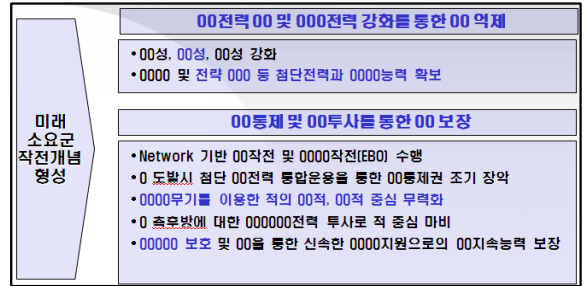 00전력 00 및 000전력 강화를 통한 00 억제
•00성, 00성, 00성 강화
•0000 및 전략 000 등 첨단전력과 0000능력 확보
미래
소요군
작전개념
형성
00통제 및 00투사를 통한 00 보장
•Network 기반 00작전 및 0000작전(EBO) 수행
•0 도발시 첨단 00전력 통합운용을 통한 00통제권 조기 장악
•0000무기를 이용한 적의 00적, 00적 중심 무력화
•0 측후방에 대한 000000전력 투사로 적 중심 마비
•00000 보호 및 00을 통한 신속한 0000지원으로의 00지속능력 보장